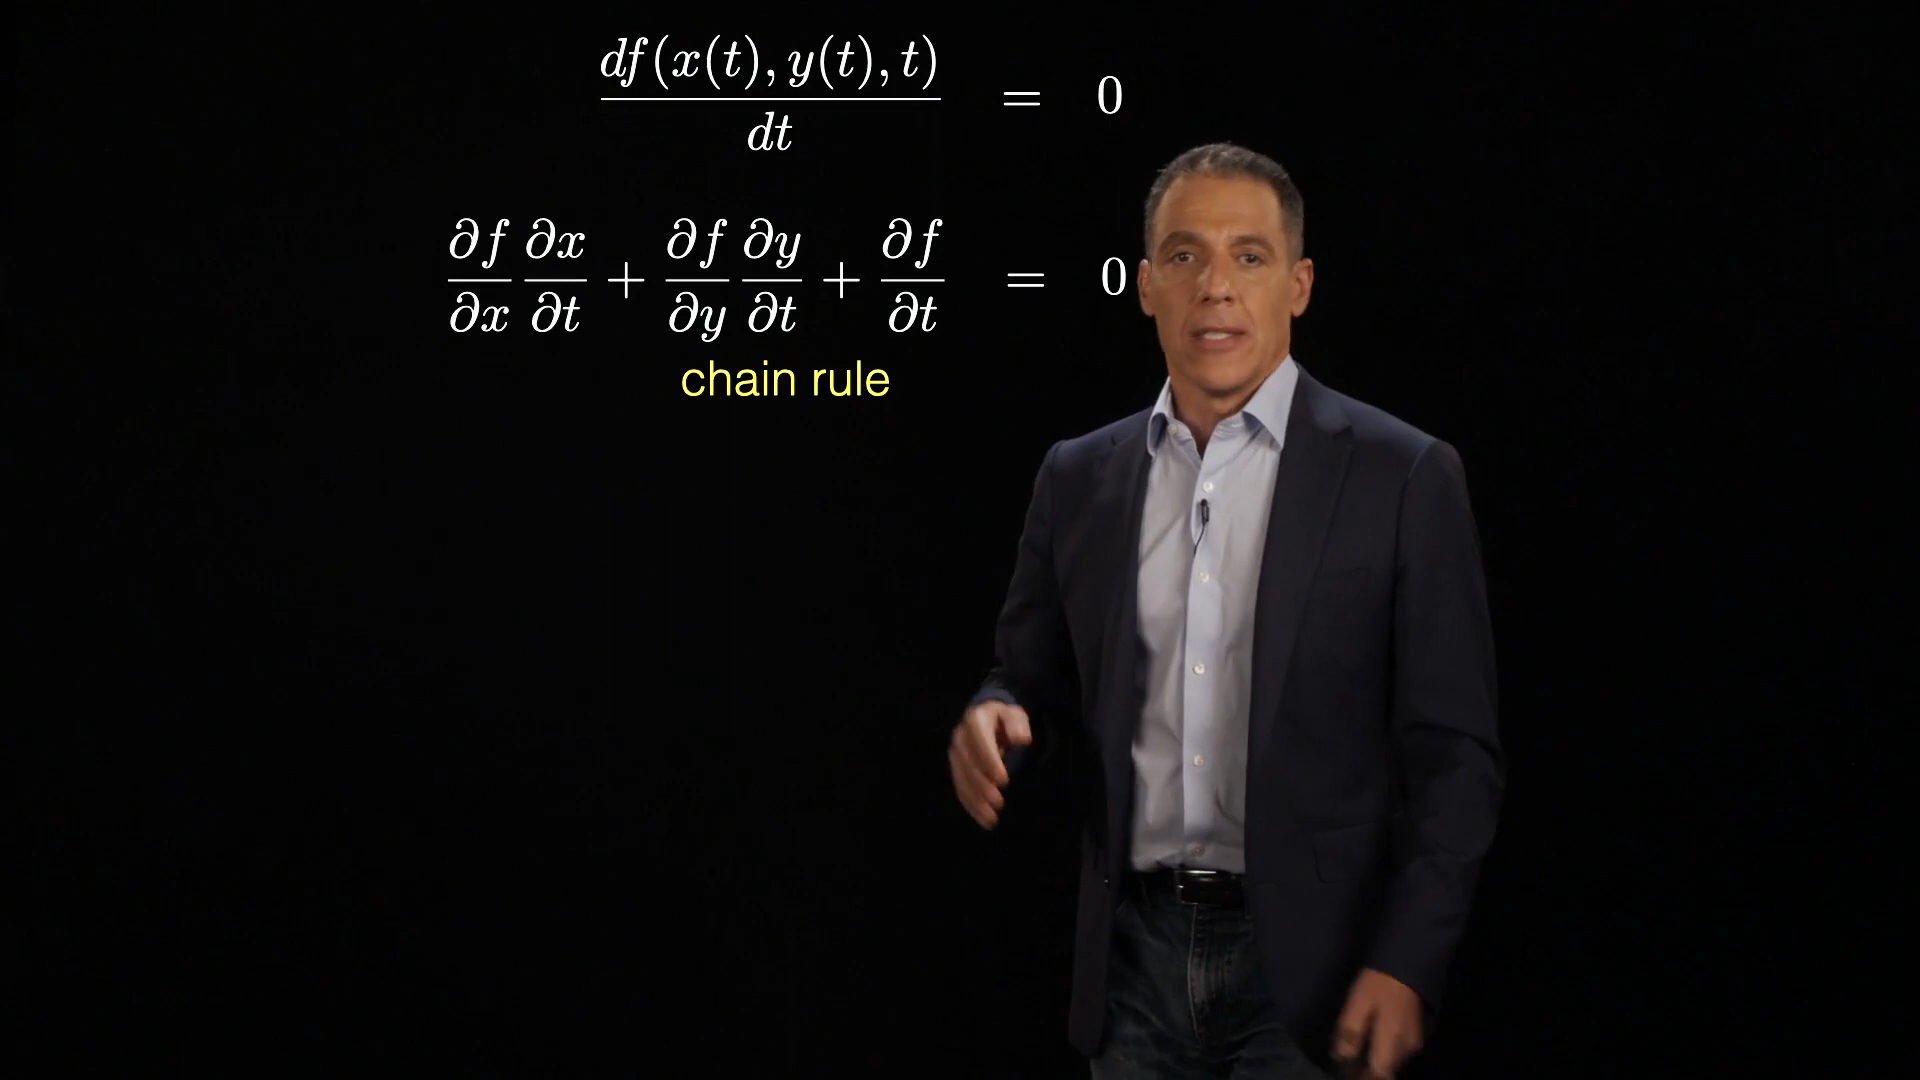 df(x(t), y(t), t)/dt = 0
∂f/∂x ∂x/∂t + ∂f/∂y ∂y/∂t + ∂f/∂t = 0
chain rule